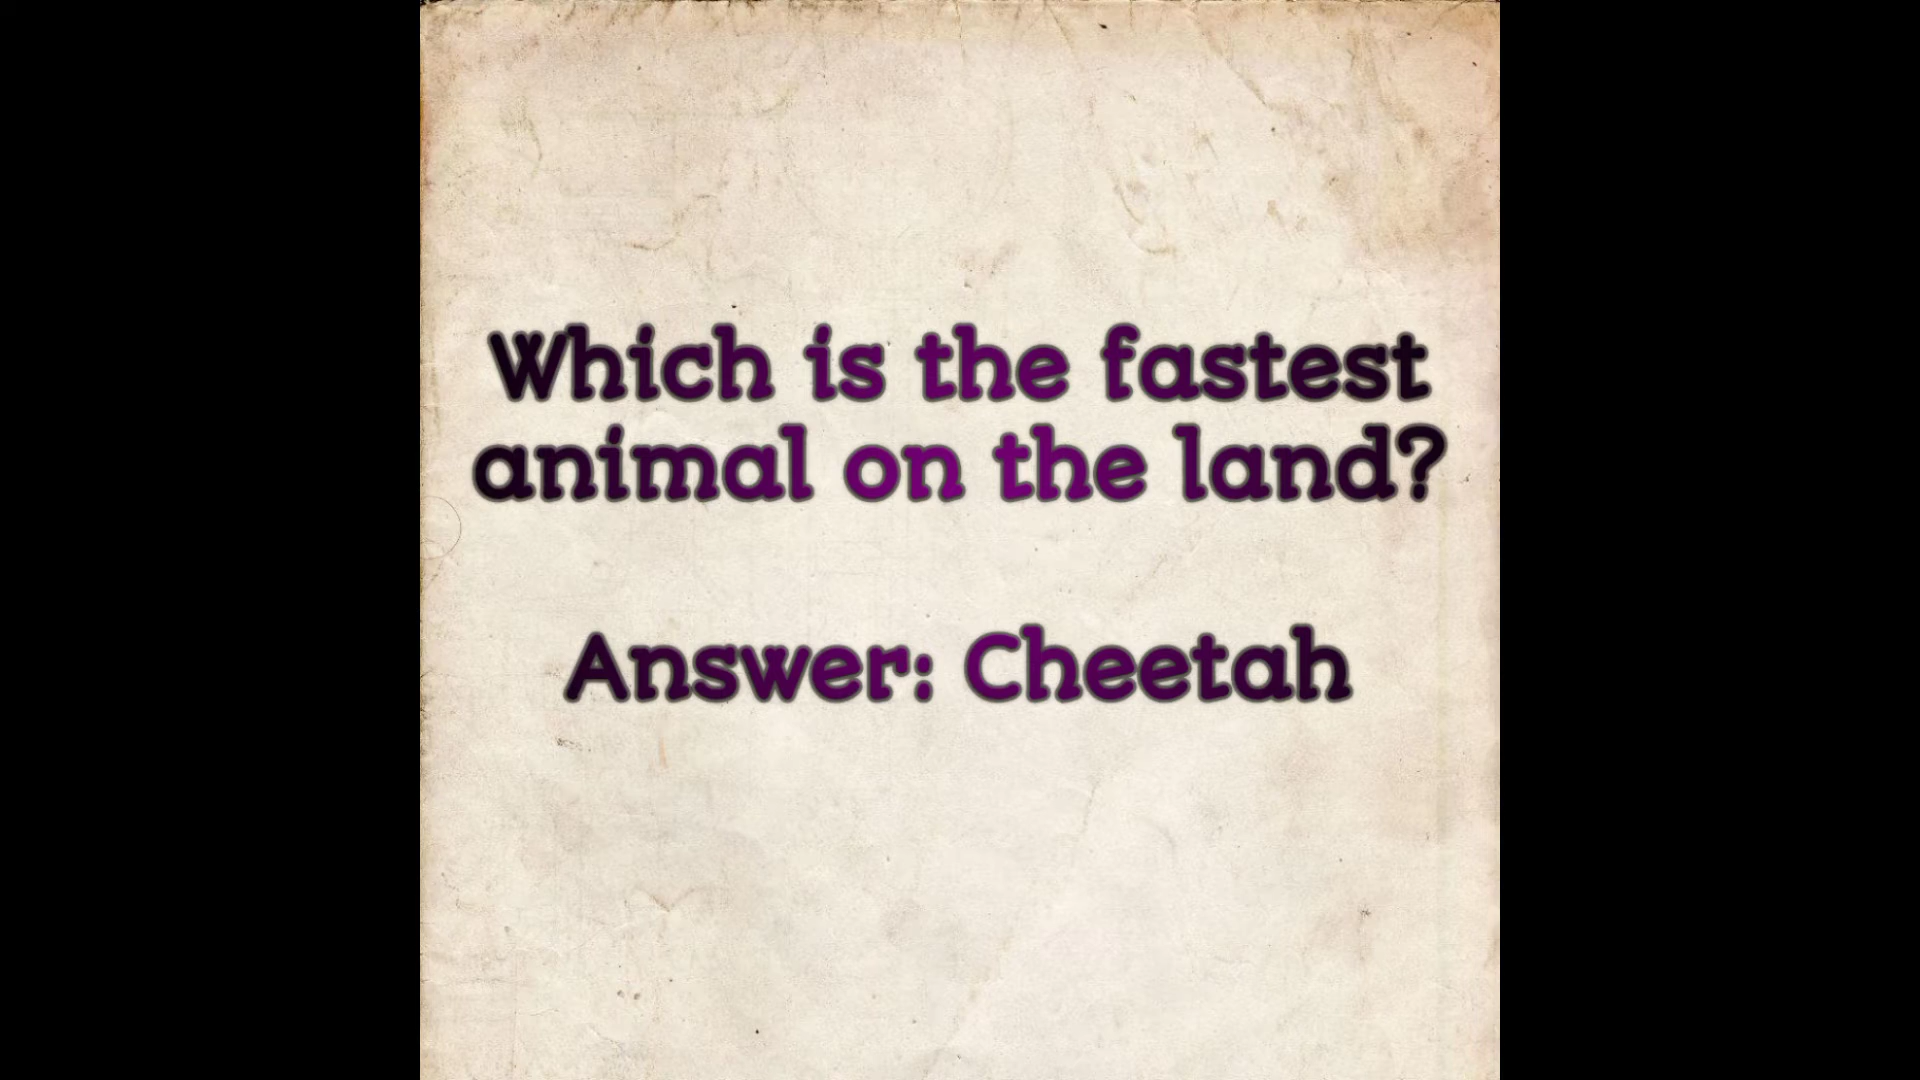 Which is the fastest
animal on the land?
Answer: Cheetah